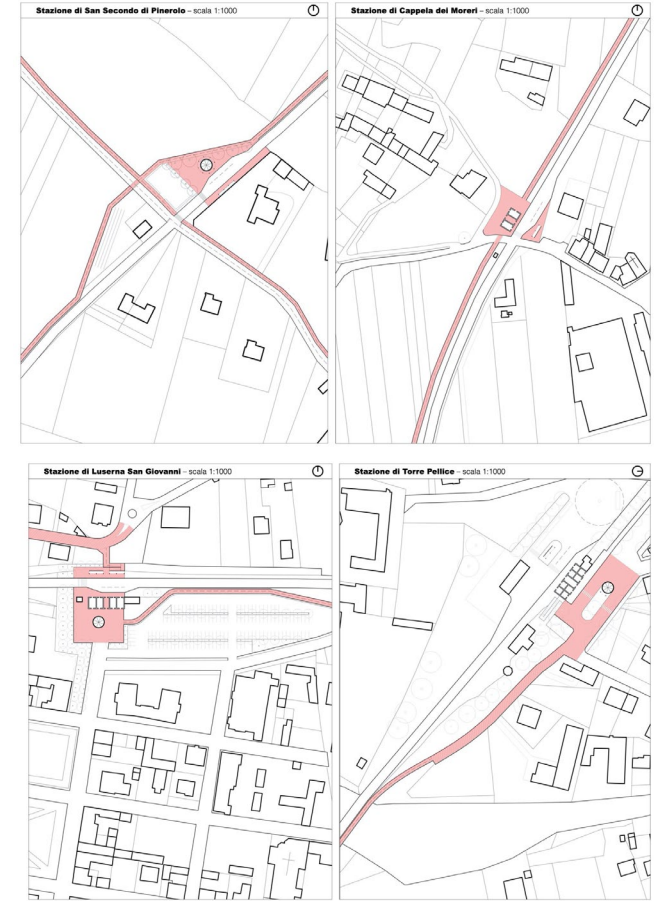 Stazione di San Secondo di Pinerolo – scala 1:1000
Stazione di Cappela dei Moreri – scala 1:1000
Stazione di Luserna San Giovanni – scala 1:1000
Stazione di Torre Pellice – scala 1:1000